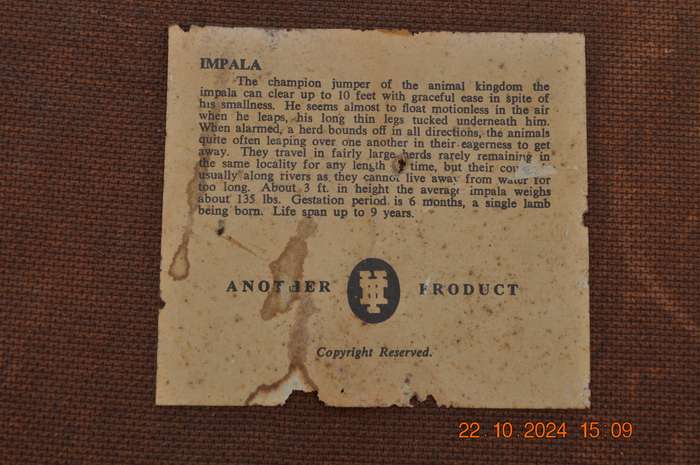 IMPALA
The champion jumper of the animal kingdom the
impala can clear up to 10 feet with graceful ease in spite of
his smallness. He seems almost to float motionless in the air
when he leaps, his long thin legs tucked underneath him.
When alarmed, a herd bounds off in all directions, the animals
quite often leaping over one another in their eagerness to get
away. They travel in fairly large herds rarely remaining in
the same locality for any length time, but their
usually along rivers as they cannot live away from water for
too long. About 3 ft. in height the average impala weighs
about 135 lbs. Gestation period is 6 months, a single lamb
being born. Life span up to 9 years.
ANOTHER PRODUCT
Copyright Reserved.
22 10 2024 15:09